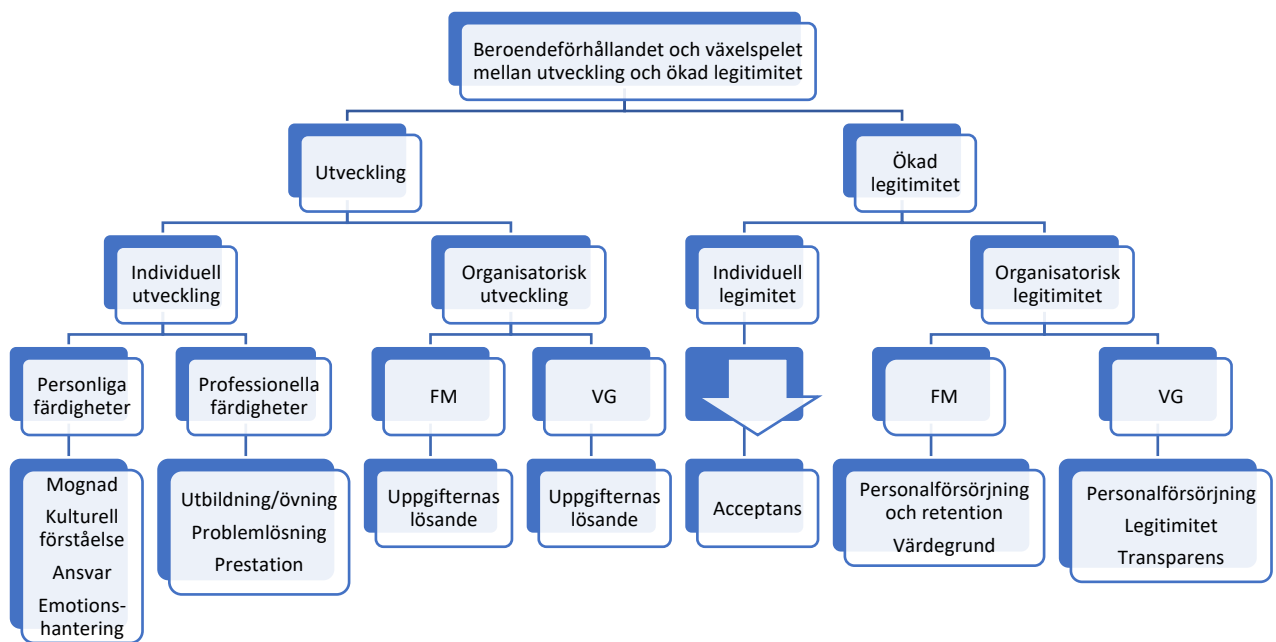 Beroendeförhållandet och växelspelet
mellan utveckling och ökad legitimitet
Utveckling
Ökad
legitimitet
Individuell
utveckling
Organisatorisk
utveckling
Individuell
legimitet
Organisatorisk
legitimitet
Personliga
färdigheter
Professionella
färdigheter
FM
VG
FM
VG
Mognad
Kulturell
förståelse
Ansvar
Emotions-
hantering
Utbildning/övning
Problemlösning
Prestation
Uppgifternas
lösande
Uppgifternas
lösande
Acceptans
Personalförsörjning
och retention
Värdegrund
Personalförsörjning
Legitimitet
Transparens